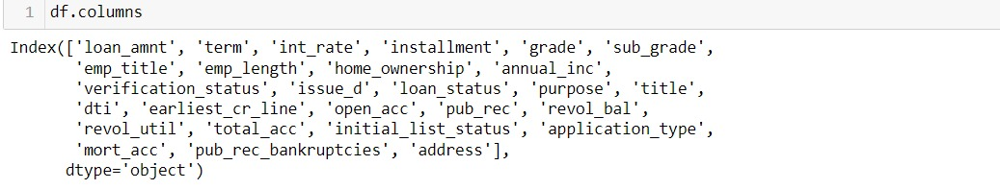 1 df.columns
Index(['loan_amnt', 'term', 'int_rate', 'installment', 'grade', 'sub_grade',
'emp_title', 'emp_length', 'home_ownership', 'annual_inc',
'verification_status', 'issue_d', 'loan_status', 'purpose', 'title',
'dti', 'earliest_cr_line', 'open_acc', 'pub_rec', 'revol_bal',
'revol_util', 'total_acc', 'initial_list_status', 'application_type',
'mort_acc', 'pub_rec_bankruptcies', 'address'],
dtype='object')